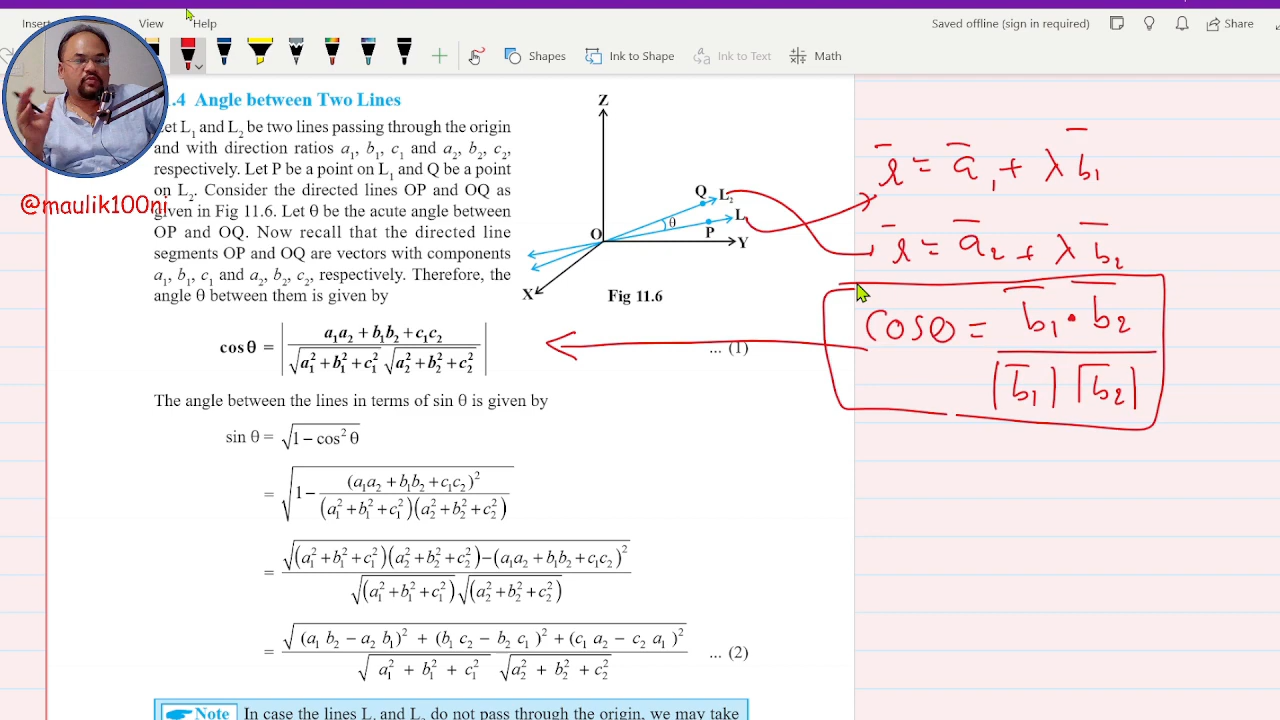 Insert View Help Saved offline (sign in required) Share
Shapes Ink to Shape Ink to Text Math
.4 Angle between Two Lines
Let L₁ and L₂ be two lines passing through the origin
and with direction ratios a₁, b₁, c₁ and a₂, b₂, c₂,
respectively. Let P be a point on L₁ and Q be a point
on L₂. Consider the directed lines OP and OQ as
given in Fig 11.6. Let θ be the acute angle between
OP and OQ. Now recall that the directed line
segments OP and OQ are vectors with components
a₁, b₁, c₁ and a₂, b₂, c₂, respectively. Therefore, the
angle θ between them is given by
@maulik100ni
Z
Q L₂
θ L
P
O Y
X
Fig 11.6
r̄ = ā₁ + λ b̄₁
r̄ = ā₂ + λ b̄₂
cosθ = b̄₁ • b̄₂ / |b̄₁| |b̄₂|
cos θ = | (a₁a₂ + b₁b₂ + c₁c₂) / (√(a₁² + b₁² + c₁²) √(a₂² + b₂² + c₂²)) | ... (1)
The angle between the lines in terms of sin θ is given by
sin θ = √(1 − cos² θ)
= √(1 − (a₁a₂ + b₁b₂ + c₁c₂)² / ((a₁² + b₁² + c₁²)(a₂² + b₂² + c₂²)))
= √((a₁² + b₁² + c₁²)(a₂² + b₂² + c₂²) − (a₁a₂ + b₁b₂ + c₁c₂)²) / (√(a₁² + b₁² + c₁²) √(a₂² + b₂² + c₂²))
= √((a₁ b₂ − a₂ b₁)² + (b₁ c₂ − b₂ c₁)² + (c₁ a₂ − c₂ a₁)²) / (√(a₁² + b₁² + c₁²) √(a₂² + b₂² + c₂²)) ... (2)
Note In case the lines L₁ and L₂ do not pass through the origin, we may take